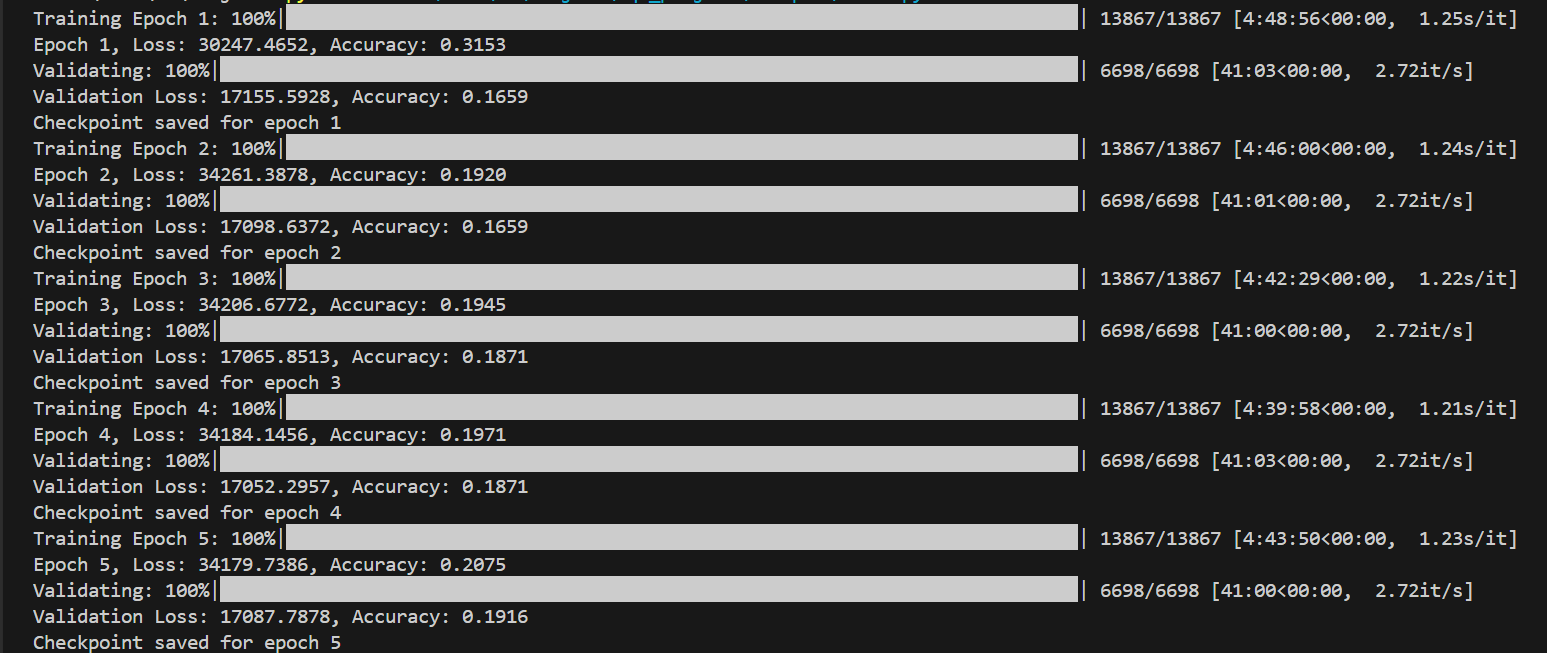 Training Epoch 1: 100%| | 13867/13867 [4:48:56<00:00, 1.25s/it]
Epoch 1, Loss: 30247.4652, Accuracy: 0.3153
Validating: 100%| | 6698/6698 [41:03<00:00, 2.72it/s]
Validation Loss: 17155.5928, Accuracy: 0.1659
Checkpoint saved for epoch 1
Training Epoch 2: 100%| | 13867/13867 [4:46:00<00:00, 1.24s/it]
Epoch 2, Loss: 34261.3878, Accuracy: 0.1920
Validating: 100%| | 6698/6698 [41:01<00:00, 2.72it/s]
Validation Loss: 17098.6372, Accuracy: 0.1659
Checkpoint saved for epoch 2
Training Epoch 3: 100%| | 13867/13867 [4:42:29<00:00, 1.22s/it]
Epoch 3, Loss: 34206.6772, Accuracy: 0.1945
Validating: 100%| | 6698/6698 [41:00<00:00, 2.72it/s]
Validation Loss: 17065.8513, Accuracy: 0.1871
Checkpoint saved for epoch 3
Training Epoch 4: 100%| | 13867/13867 [4:39:58<00:00, 1.21s/it]
Epoch 4, Loss: 34184.1456, Accuracy: 0.1971
Validating: 100%| | 6698/6698 [41:03<00:00, 2.72it/s]
Validation Loss: 17052.2957, Accuracy: 0.1871
Checkpoint saved for epoch 4
Training Epoch 5: 100%| | 13867/13867 [4:43:50<00:00, 1.23s/it]
Epoch 5, Loss: 34179.7386, Accuracy: 0.2075
Validating: 100%| | 6698/6698 [41:00<00:00, 2.72it/s]
Validation Loss: 17087.7878, Accuracy: 0.1916
Checkpoint saved for epoch 5